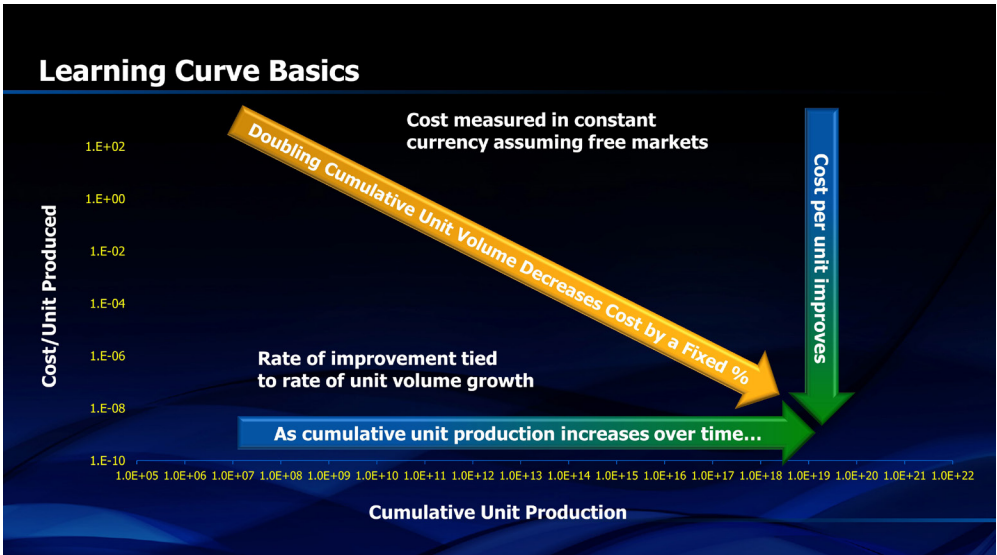 Learning Curve Basics
Cost measured in constant
currency assuming free markets
Doubling Cumulative Unit Volume Decreases Cost by a Fixed %
Cost per unit improves
Rate of improvement tied
to rate of unit volume growth
As cumulative unit production increases over time...
Cost/Unit Produced
1.E+02
1.E+00
1.E-02
1.E-04
1.E-06
1.E-08
1.E-10
1.0E+05 1.0E+06 1.0E+07 1.0E+08 1.0E+09 1.0E+10 1.0E+11 1.0E+12 1.0E+13 1.0E+14 1.0E+15 1.0E+16 1.0E+17 1.0E+18 1.0E+19 1.0E+20 1.0E+21 1.0E+22
Cumulative Unit Production